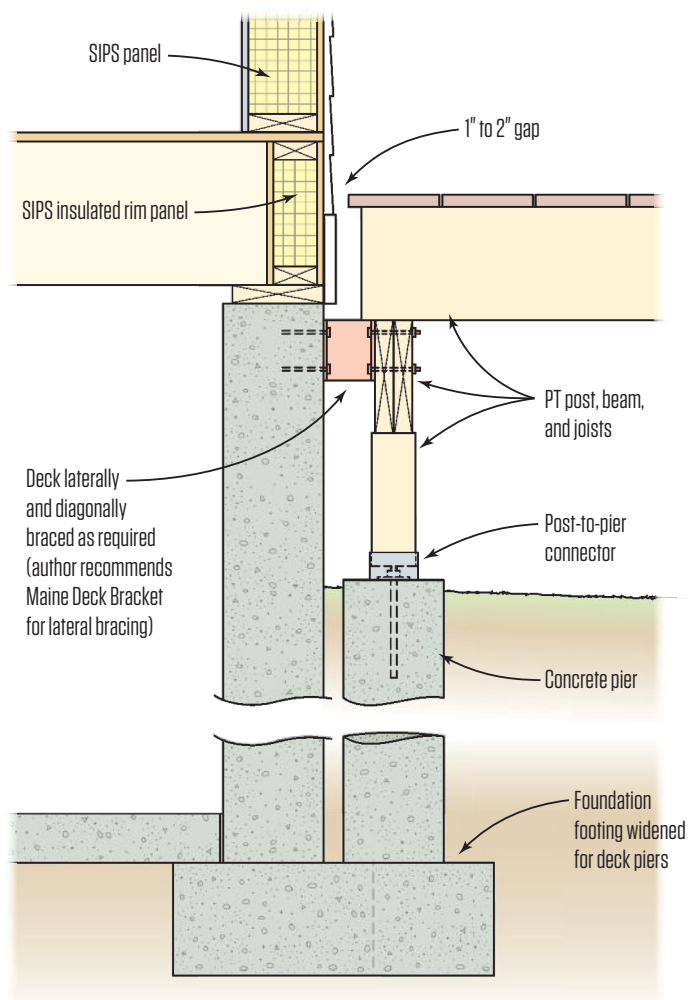 SIPS panel
1" to 2" gap
SIPS insulated rim panel
PT post, beam,
and joists
Deck laterally
and diagonally
braced as required
(author recommends
Maine Deck Bracket
for lateral bracing)
Post-to-pier
connector
Concrete pier
Foundation
footing widened
for deck piers